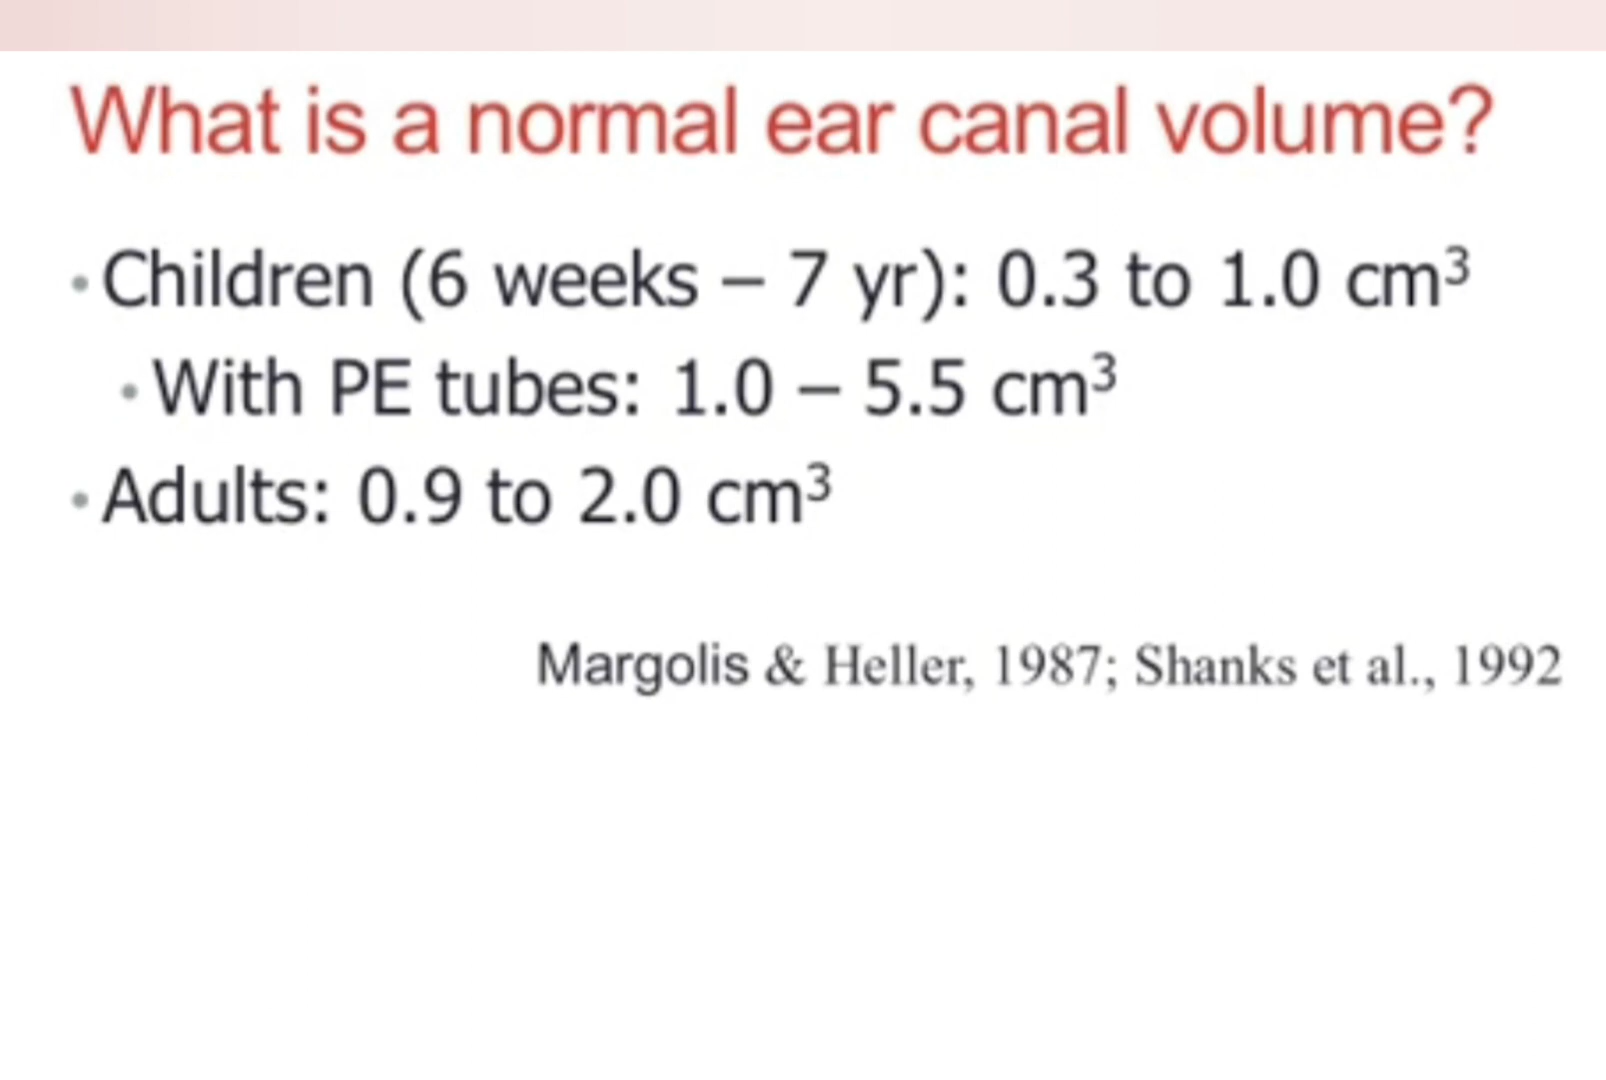 What is a normal ear canal volume?
• Children (6 weeks – 7 yr): 0.3 to 1.0 cm³
• With PE tubes: 1.0 – 5.5 cm³
• Adults: 0.9 to 2.0 cm³
Margolis & Heller, 1987; Shanks et al., 1992